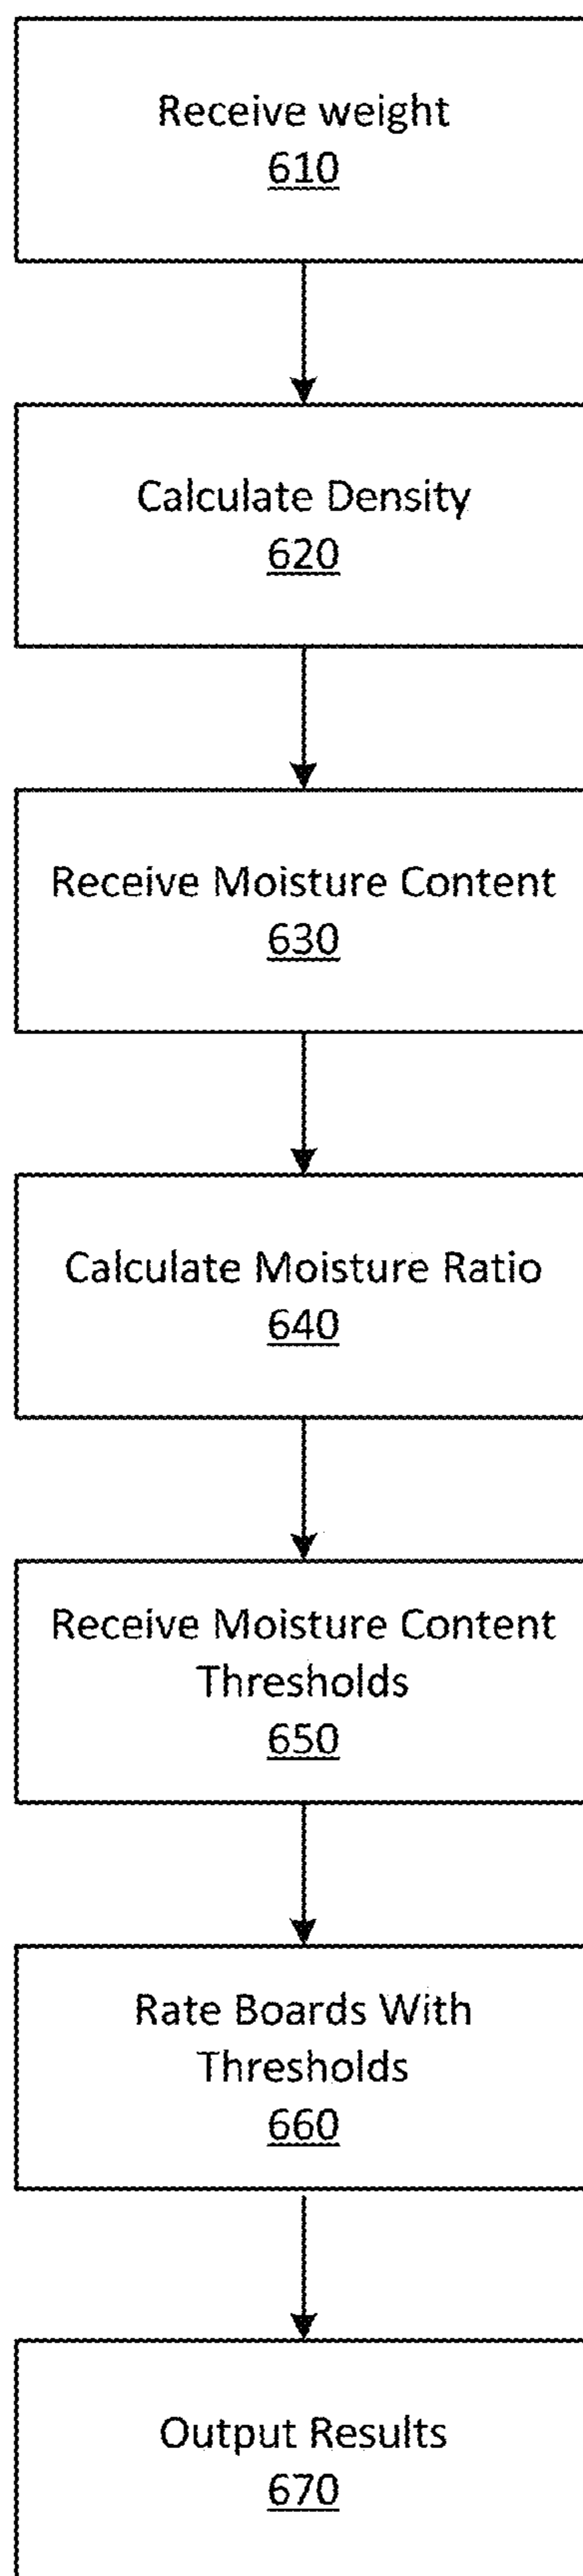 Receive weight
610
Calculate Density
620
Receive Moisture Content
630
Calculate Moisture Ratio
640
Receive Moisture Content
Thresholds
650
Rate Boards With
Thresholds
660
Output Results
670